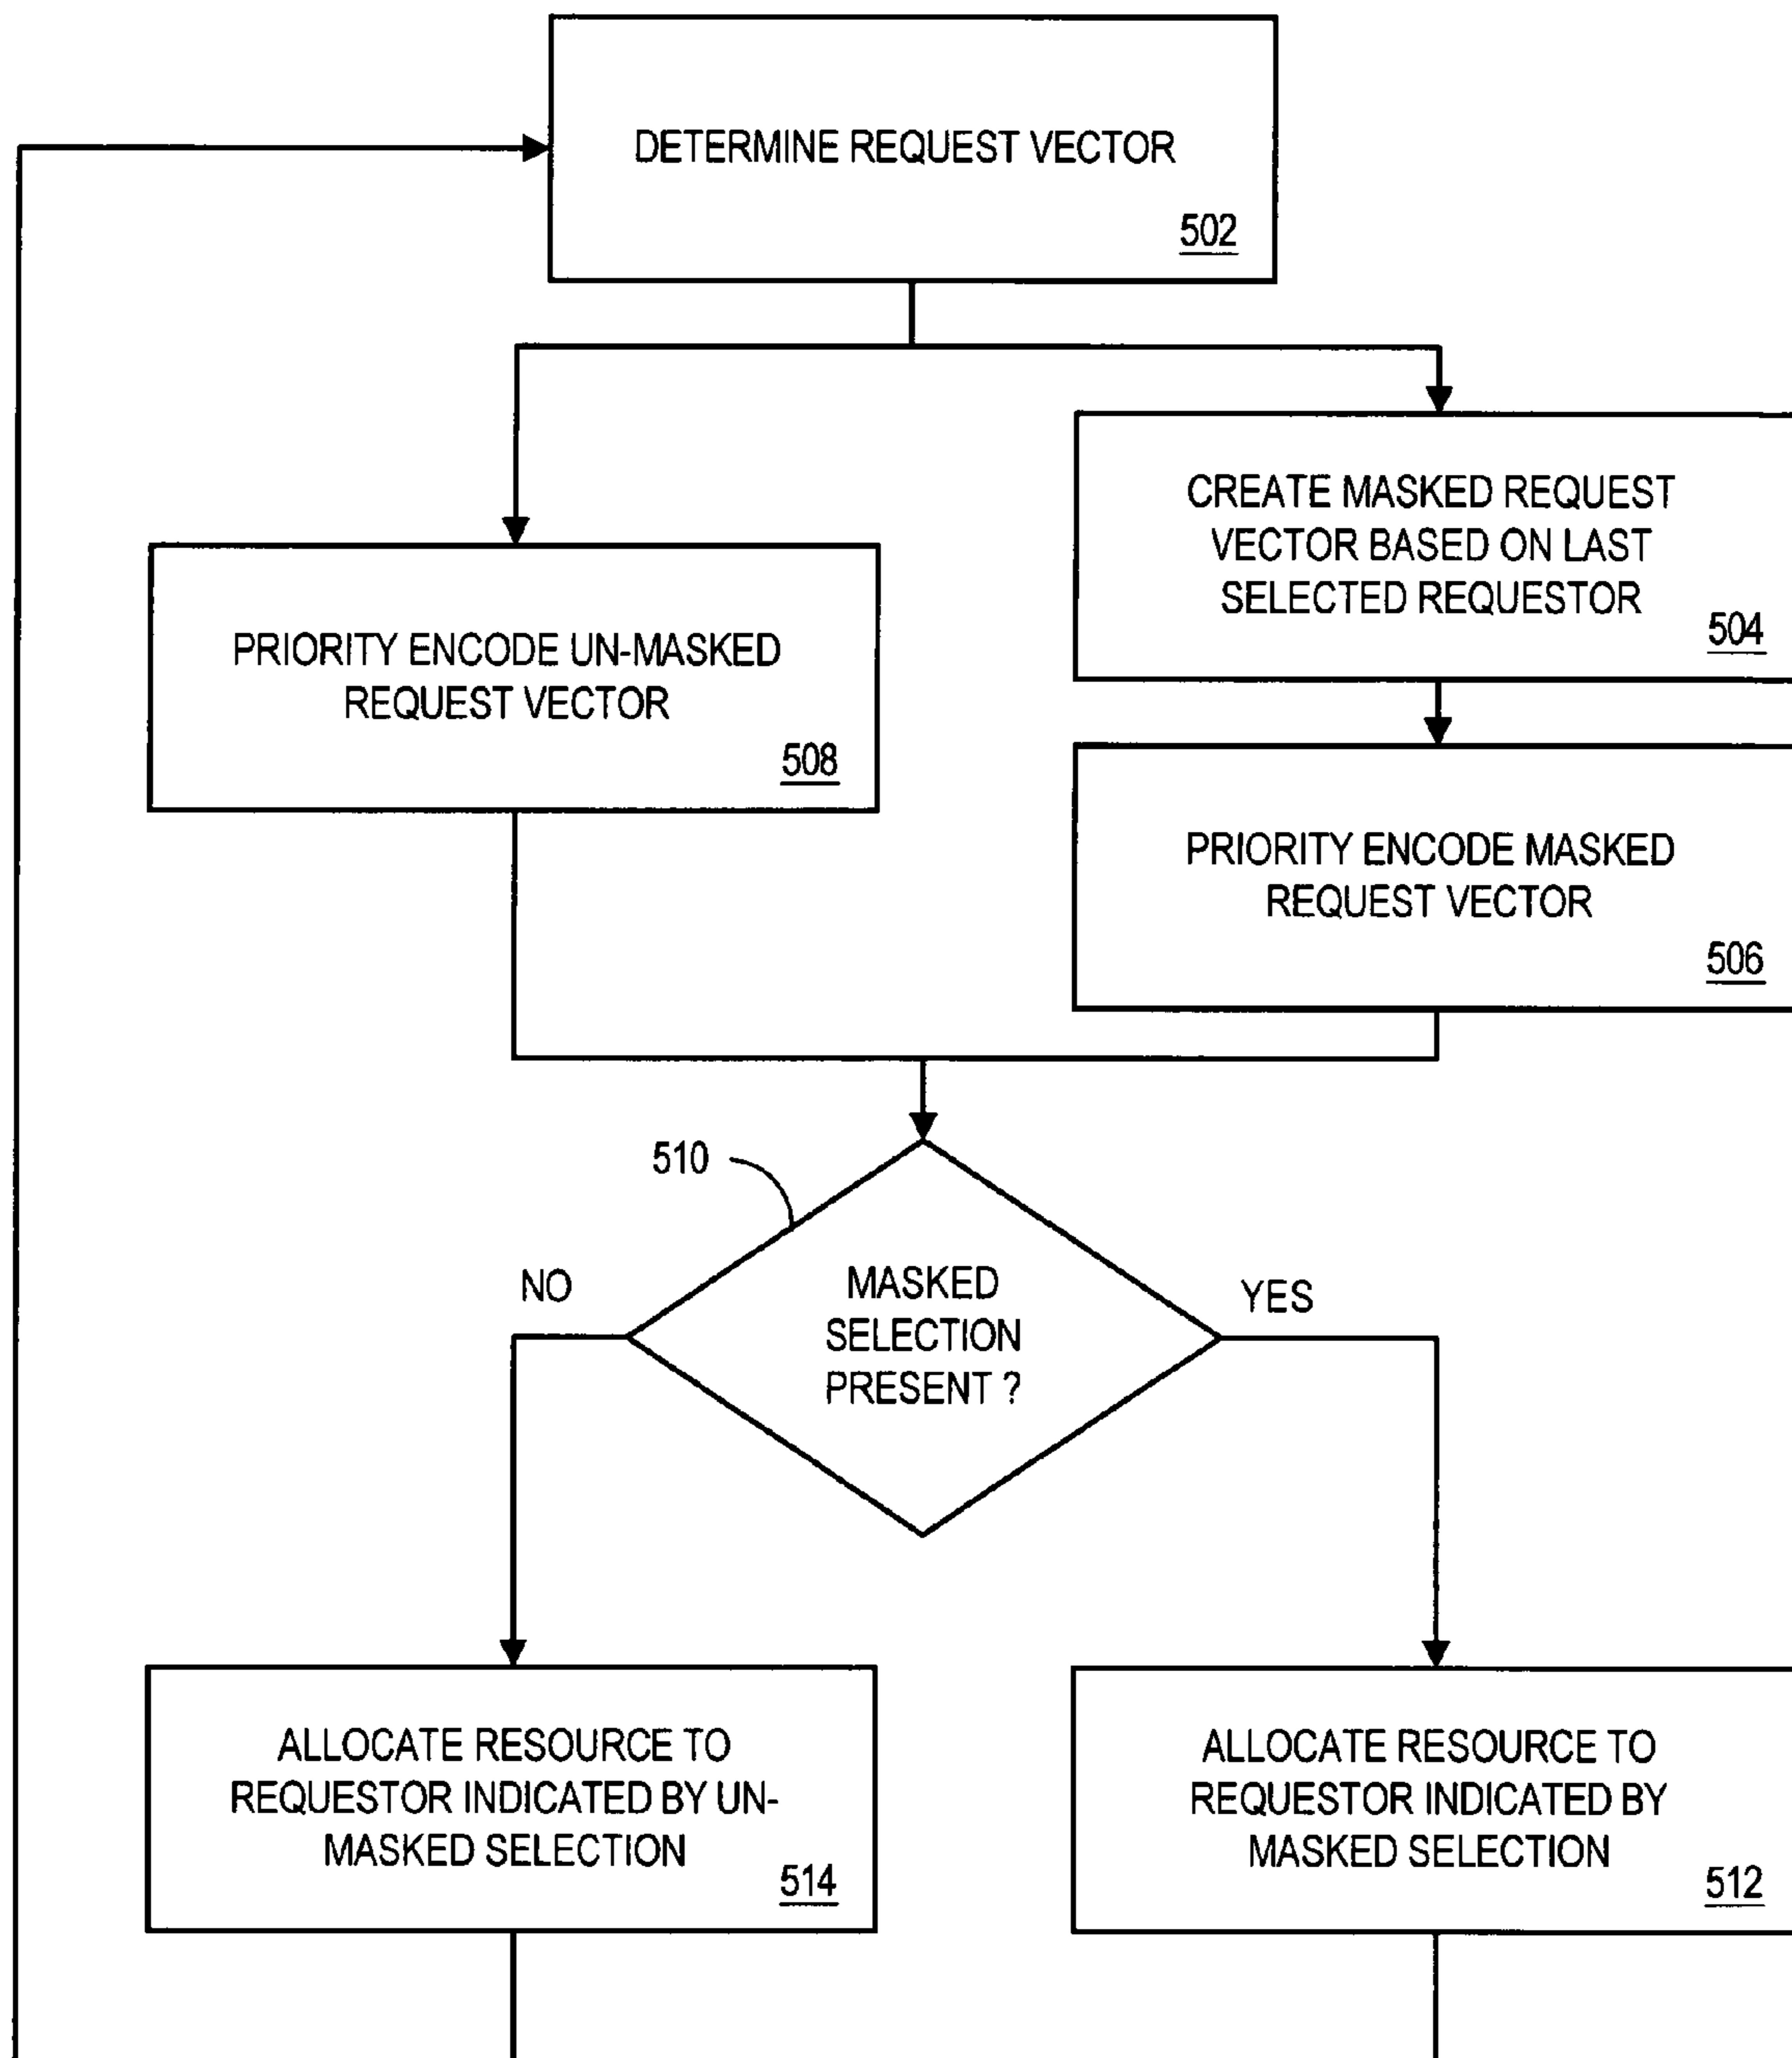 DETERMINE REQUEST VECTOR
502
CREATE MASKED REQUEST
VECTOR BASED ON LAST
SELECTED REQUESTOR
504
PRIORITY ENCODE UN-MASKED
REQUEST VECTOR
508
PRIORITY ENCODE MASKED
REQUEST VECTOR
506
510
NO
MASKED
SELECTION
PRESENT ?
YES
ALLOCATE RESOURCE TO
REQUESTOR INDICATED BY UN-
MASKED SELECTION
514
ALLOCATE RESOURCE TO
REQUESTOR INDICATED BY
MASKED SELECTION
512